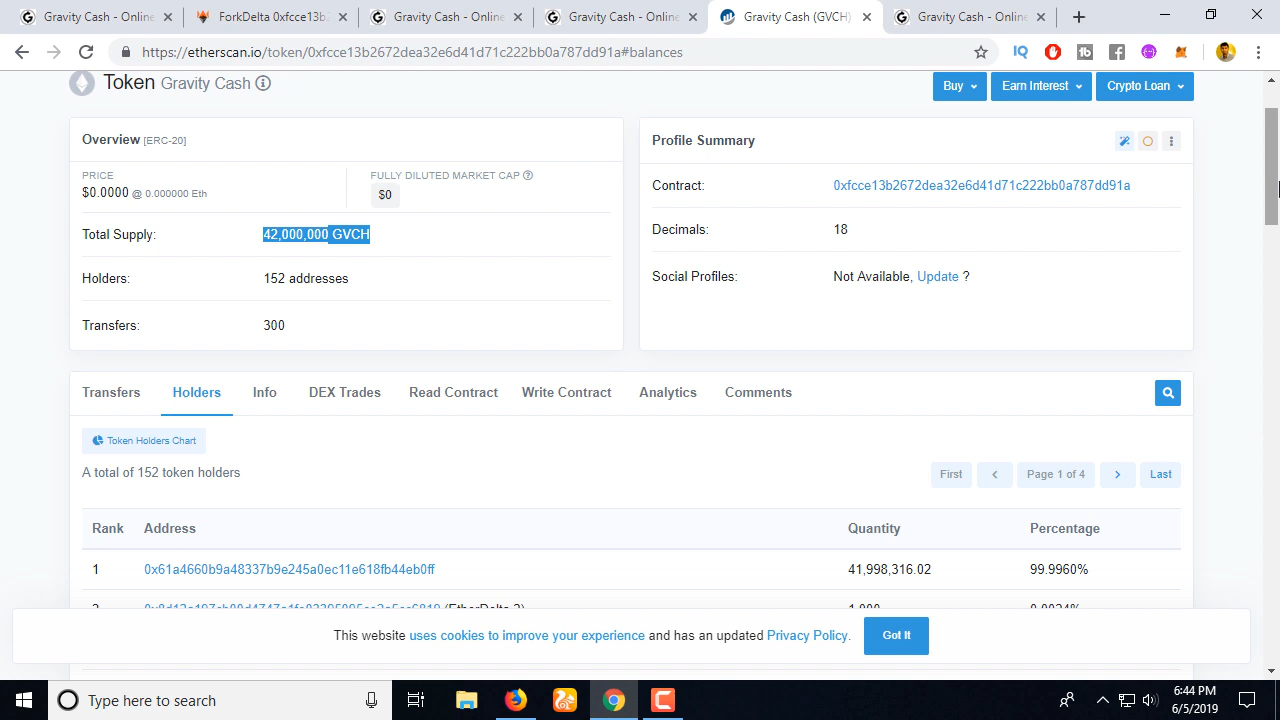 Gravity Cash - Online
ForkDelta 0xfcce13b2
Gravity Cash - Online
Gravity Cash - Online
Gravity Cash (GVCH)
Gravity Cash - Online
https://etherscan.io/token/0xfcce13b2672dea32e6d41d71c222bb0a787dd91a#balances
Token Gravity Cash
Buy
Earn Interest
Crypto Loan
Overview [ERC-20]
PRICE
$0.0000 @ 0.000000 Eth
FULLY DILUTED MARKET CAP
$0
Total Supply: 42,000,000 GVCH
Holders: 152 addresses
Transfers: 300
Profile Summary
Contract: 0xfcce13b2672dea32e6d41d71c222bb0a787dd91a
Decimals: 18
Social Profiles: Not Available, Update ?
Transfers Holders Info DEX Trades Read Contract Write Contract Analytics Comments
Token Holders Chart
A total of 152 token holders
First < Page 1 of 4 > Last
Rank Address Quantity Percentage
1 0x61a4660b9a48337b9e245a0ec11e618fb44eb0ff 41,998,316.02 99.9960%
This website uses cookies to improve your experience and has an updated Privacy Policy. Got It
Type here to search
6:44 PM
6/5/2019